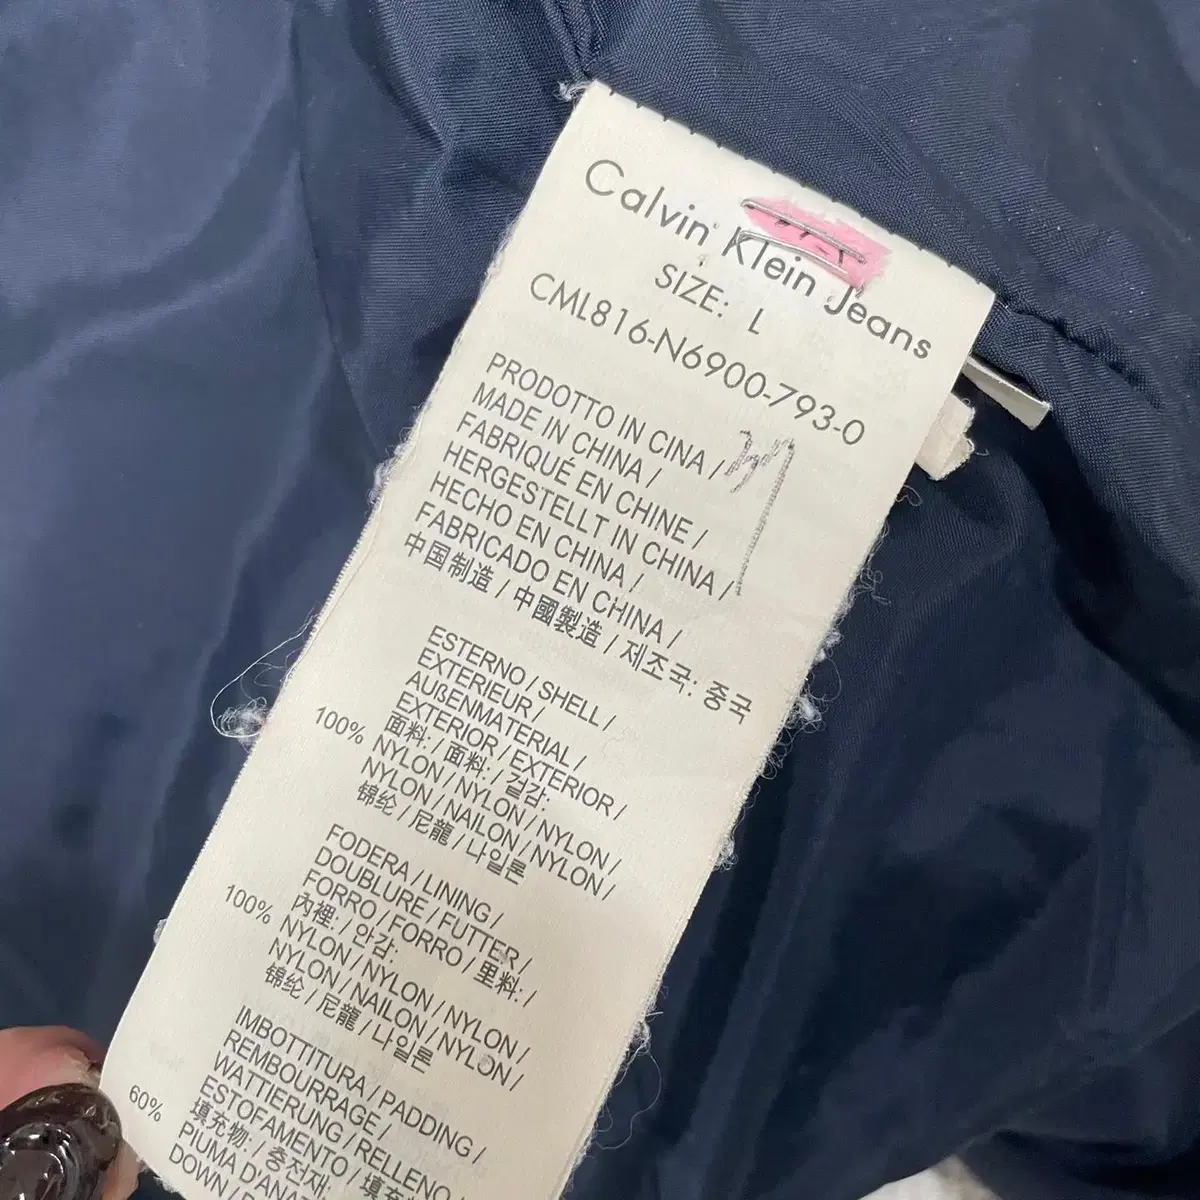 Calvin Klein Jeans
SIZE: L
CML816-N6900-793-0
PRODOTTO IN CINA /
MADE IN CHINA /
FABRIQUÉ EN CHINE /
HERGESTELLT IN CHINA /
HECHO EN CHINA /
FABRICADO EN CHINA /
中国制造 / 中國製造 / 제조국: 중국
ESTERNO / SHELL /
EXTERIEUR /
AUßENMATERIAL /
EXTERIOR / EXTERIOR /
面料: / 面料: / 겉감:
100% NYLON / NYLON / NYLON /
NYLON / NAILON / NYLON /
锦纶 / 尼龍 / 나일론
FODERA / LINING /
DOUBLURE / FUTTER /
FORRO / FORRO / 里料: /
內裡: / 안감:
100% NYLON / NYLON / NYLON /
NYLON / NAILON / NYLON /
锦纶 / 尼龍 / 나일론
IMBOTTITURA / PADDING /
REMBOURRAGE /
WATTIERUNG / RELLENO /
ESTOFAMENTO / 填充
填充物: / 충전재:
60% PIUMA D'ANA
DOWN /